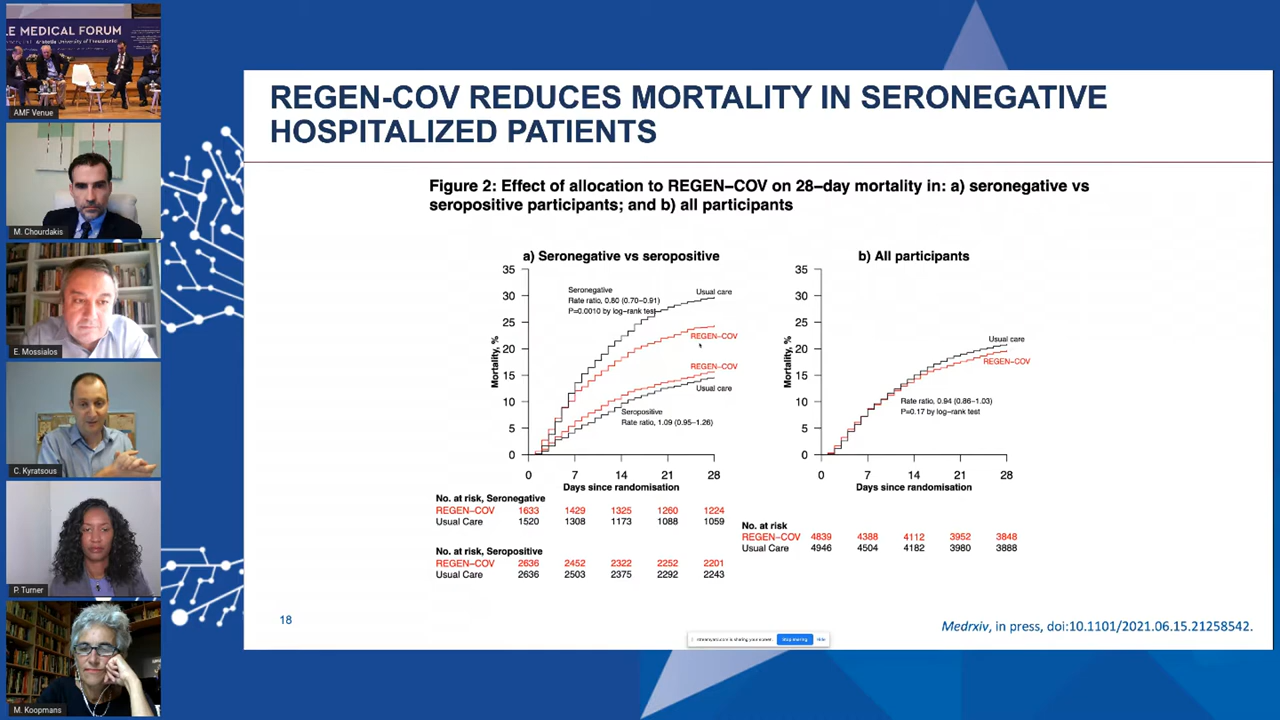 LE MEDICAL FORUM
AMF Venue
M. Chourdakis
E. Mossialos
C. Kyratsous
P. Turner
M. Koopmans
REGEN-COV REDUCES MORTALITY IN SERONEGATIVE
HOSPITALIZED PATIENTS
Figure 2: Effect of allocation to REGEN–COV on 28–day mortality in: a) seronegative vs
seropositive participants; and b) all participants
a) Seronegative vs seropositive
35
30
25
20
15
10
5
0
Mortality, %
Seronegative
Rate ratio, 0.80 (0.70–0.91)
P=0.0010 by log–rank test
Usual care
REGEN–COV
REGEN–COV
Usual care
Seropositive
Rate ratio, 1.09 (0.95–1.26)
0 7 14 21 28
Days since randomisation
No. at risk, Seronegative
REGEN–COV 1633 1429 1325 1260 1224
Usual Care 1520 1308 1173 1088 1059
No. at risk, Seropositive
REGEN–COV 2636 2452 2322 2252 2201
Usual Care 2636 2503 2375 2292 2243
b) All participants
35
30
25
20
15
10
5
0
Mortality, %
Usual care
REGEN–COV
Rate ratio, 0.94 (0.86–1.03)
P=0.17 by log–rank test
0 7 14 21 28
Days since randomisation
No. at risk
REGEN–COV 4839 4388 4112 3952 3848
Usual Care 4946 4504 4182 3980 3888
18
Medrxiv, in press, doi:10.1101/2021.06.15.21258542.
is sharing your screen.
Stop sharing
Hide